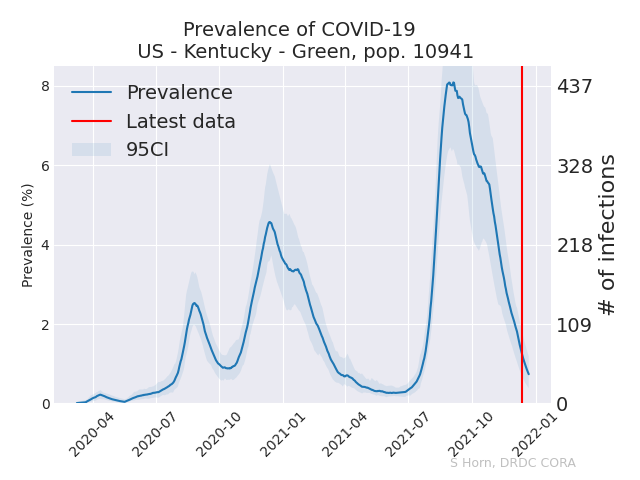 Prevalence of COVID-19
US - Kentucky - Green, pop. 10941
Prevalence
Latest data
95CI
8
6
4
2
0
Prevalence (%)
437
328
218
109
0
# of infections
2020-04
2020-07
2020-10
2021-01
2021-04
2021-07
2021-10
2022-01
S Horn, DRDC CORA